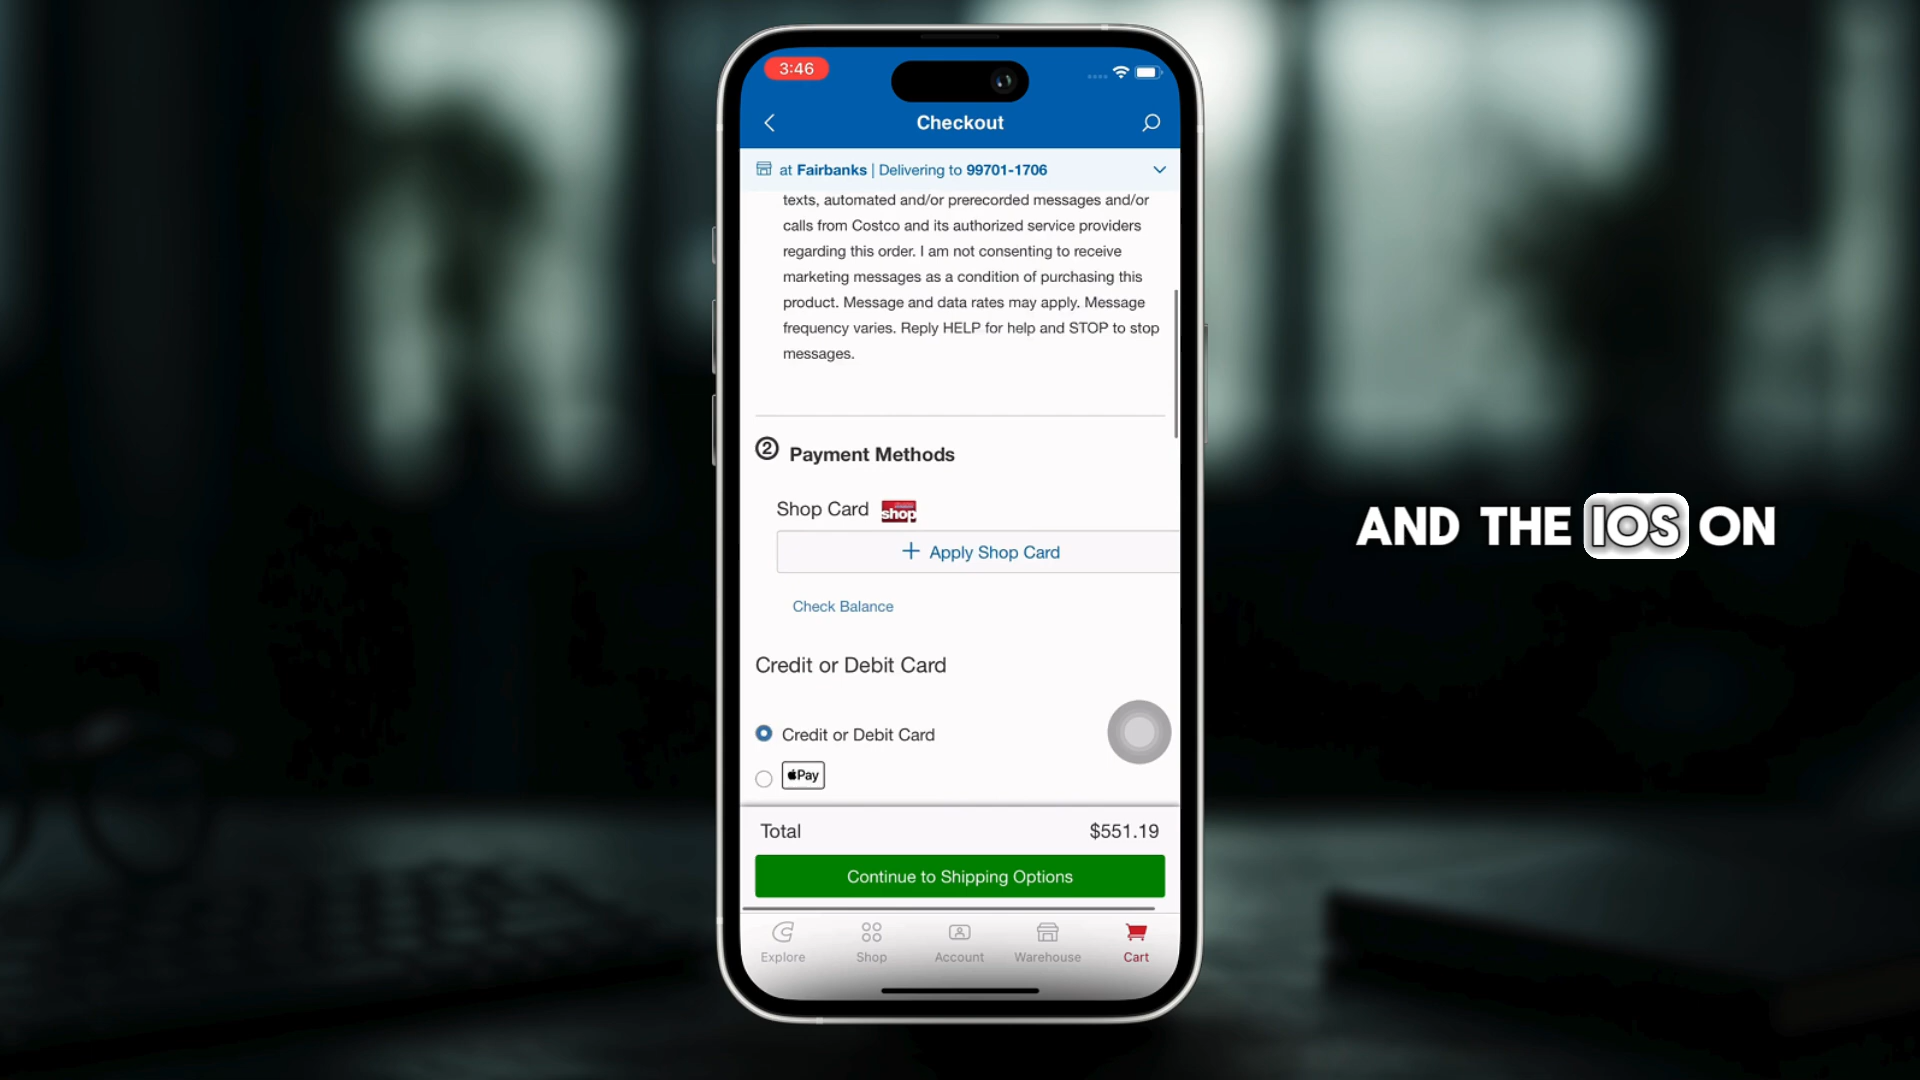 3:46
Checkout
at Fairbanks | Delivering to 99701-1706
texts, automated and/or prerecorded messages and/or
calls from Costco and its authorized service providers
regarding this order. I am not consenting to receive
marketing messages as a condition of purchasing this
product. Message and data rates may apply. Message
frequency varies. Reply HELP for help and STOP to stop
messages.
2 Payment Methods
Shop Card shop
+ Apply Shop Card
Check Balance
Credit or Debit Card
Credit or Debit Card
Pay
Total $551.19
Continue to Shipping Options
Explore Shop Account Warehouse Cart
AND THE IOS ON